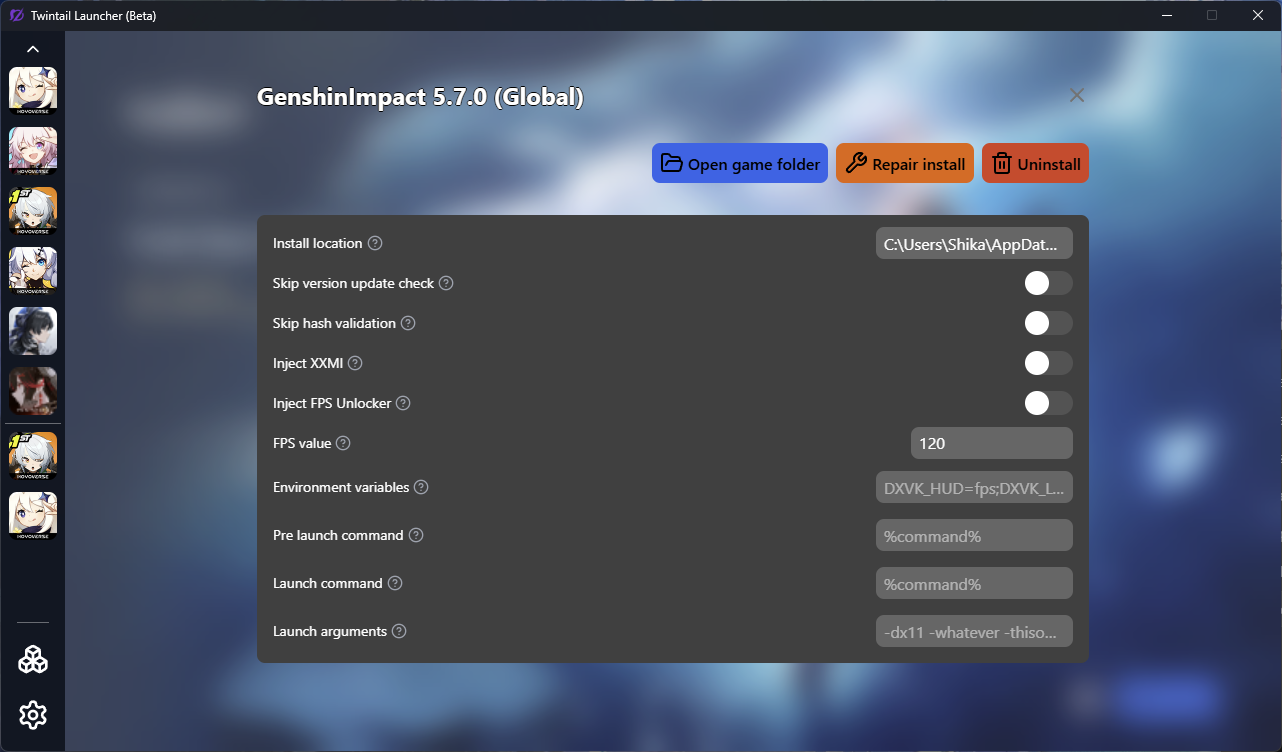 Twintail Launcher (Beta)
GenshinImpact 5.7.0 (Global)
Open game folder
Repair install
Uninstall
Install location
C:\Users\Shika\AppDat...
Skip version update check
Skip hash validation
Inject XXMI
Inject FPS Unlocker
FPS value
120
Environment variables
DXVK_HUD=fps;DXVK_L...
Pre launch command
%command%
Launch command
%command%
Launch arguments
-dx11 -whatever -thiso...
HOYOVERSE
HOYOVERSE
1ST
HOYOVERSE
HOYOVERSE
1ST
HOYOVERSE
HOYOVERSE